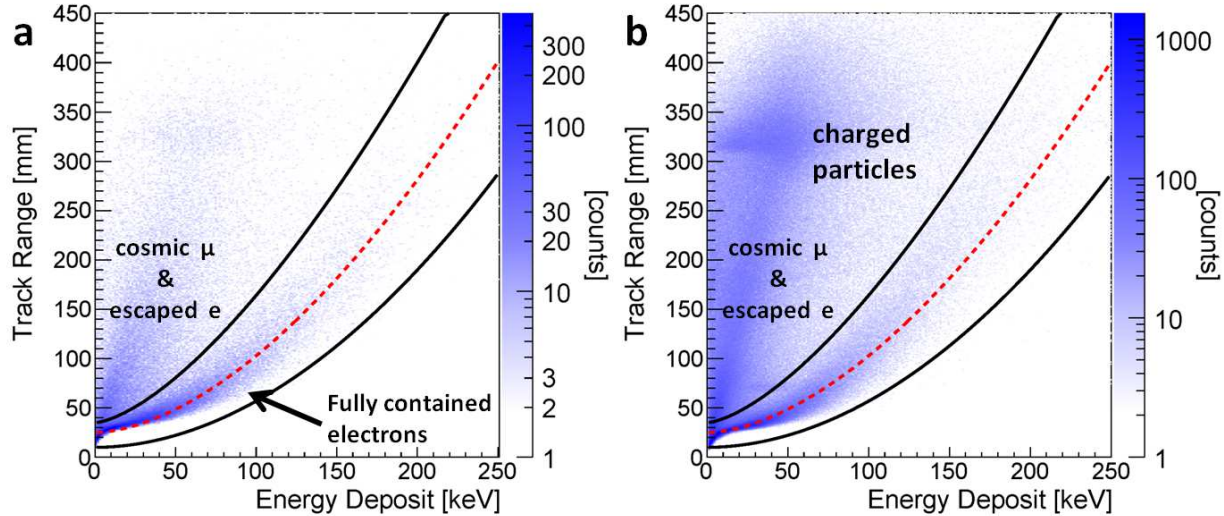 a
450
400
350
300
250
200
150
100
50
0
Track Range [mm]
cosmic μ
&
escaped e
Fully contained
electrons
0 50 100 150 200 250
Energy Deposit [keV]
300
200
100
30
20
10
3
2
1
[counts]
b
450
400
350
300
250
200
150
100
50
0
Track Range [mm]
charged
particles
cosmic μ
&
escaped e
0 50 100 150 200 250
Energy Deposit [keV]
1000
100
10
1
[counts]